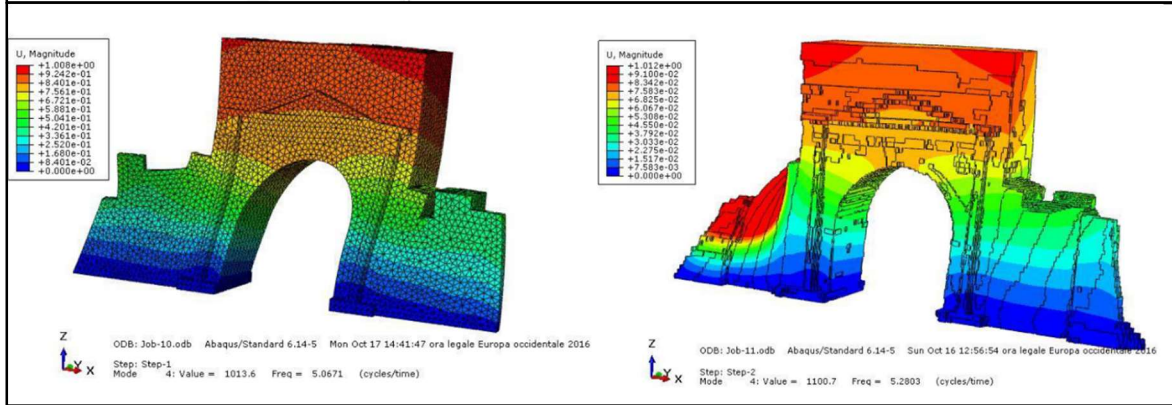 U, Magnitude
+1.008e+00
+9.242e-01
+8.401e-01
+7.561e-01
+6.721e-01
+5.881e-01
+5.041e-01
+4.201e-01
+3.361e-01
+2.520e-01
+1.680e-01
+8.401e-02
+0.000e+00
Z
Y
X
ODB: Job-10.odb Abaqus/Standard 6.14-5 Mon Oct 17 14:41:47 ora legale Europa occidentale 2016
Step: Step-1
Mode 4: Value = 1013.6 Freq = 5.0671 (cycles/time)
U, Magnitude
+1.012e+00
+9.100e-02
+8.342e-02
+7.583e-02
+6.825e-02
+6.067e-02
+5.308e-02
+4.550e-02
+3.792e-02
+3.033e-02
+2.275e-02
+1.517e-02
+7.583e-03
+0.000e+00
Z
Y
X
ODB: Job-11.odb Abaqus/Standard 6.14-5 Sun Oct 16 12:56:54 ora legale Europa occidentale 2016
Step: Step-2
Mode 4: Value = 1100.7 Freq = 5.2803 (cycles/time)